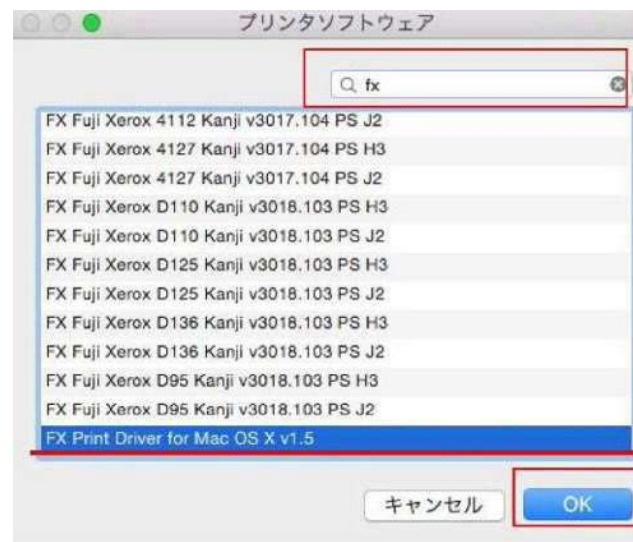 プリンタソフトウェア
fx
FX Fuji Xerox 4112 Kanji v3017.104 PS J2
FX Fuji Xerox 4127 Kanji v3017.104 PS H3
FX Fuji Xerox 4127 Kanji v3017.104 PS J2
FX Fuji Xerox D110 Kanji v3018.103 PS H3
FX Fuji Xerox D110 Kanji v3018.103 PS J2
FX Fuji Xerox D125 Kanji v3018.103 PS H3
FX Fuji Xerox D125 Kanji v3018.103 PS J2
FX Fuji Xerox D136 Kanji v3018.103 PS H3
FX Fuji Xerox D136 Kanji v3018.103 PS J2
FX Fuji Xerox D95 Kanji v3018.103 PS H3
FX Fuji Xerox D95 Kanji v3018.103 PS J2
FX Print Driver for Mac OS X v1.5
キャンセル OK